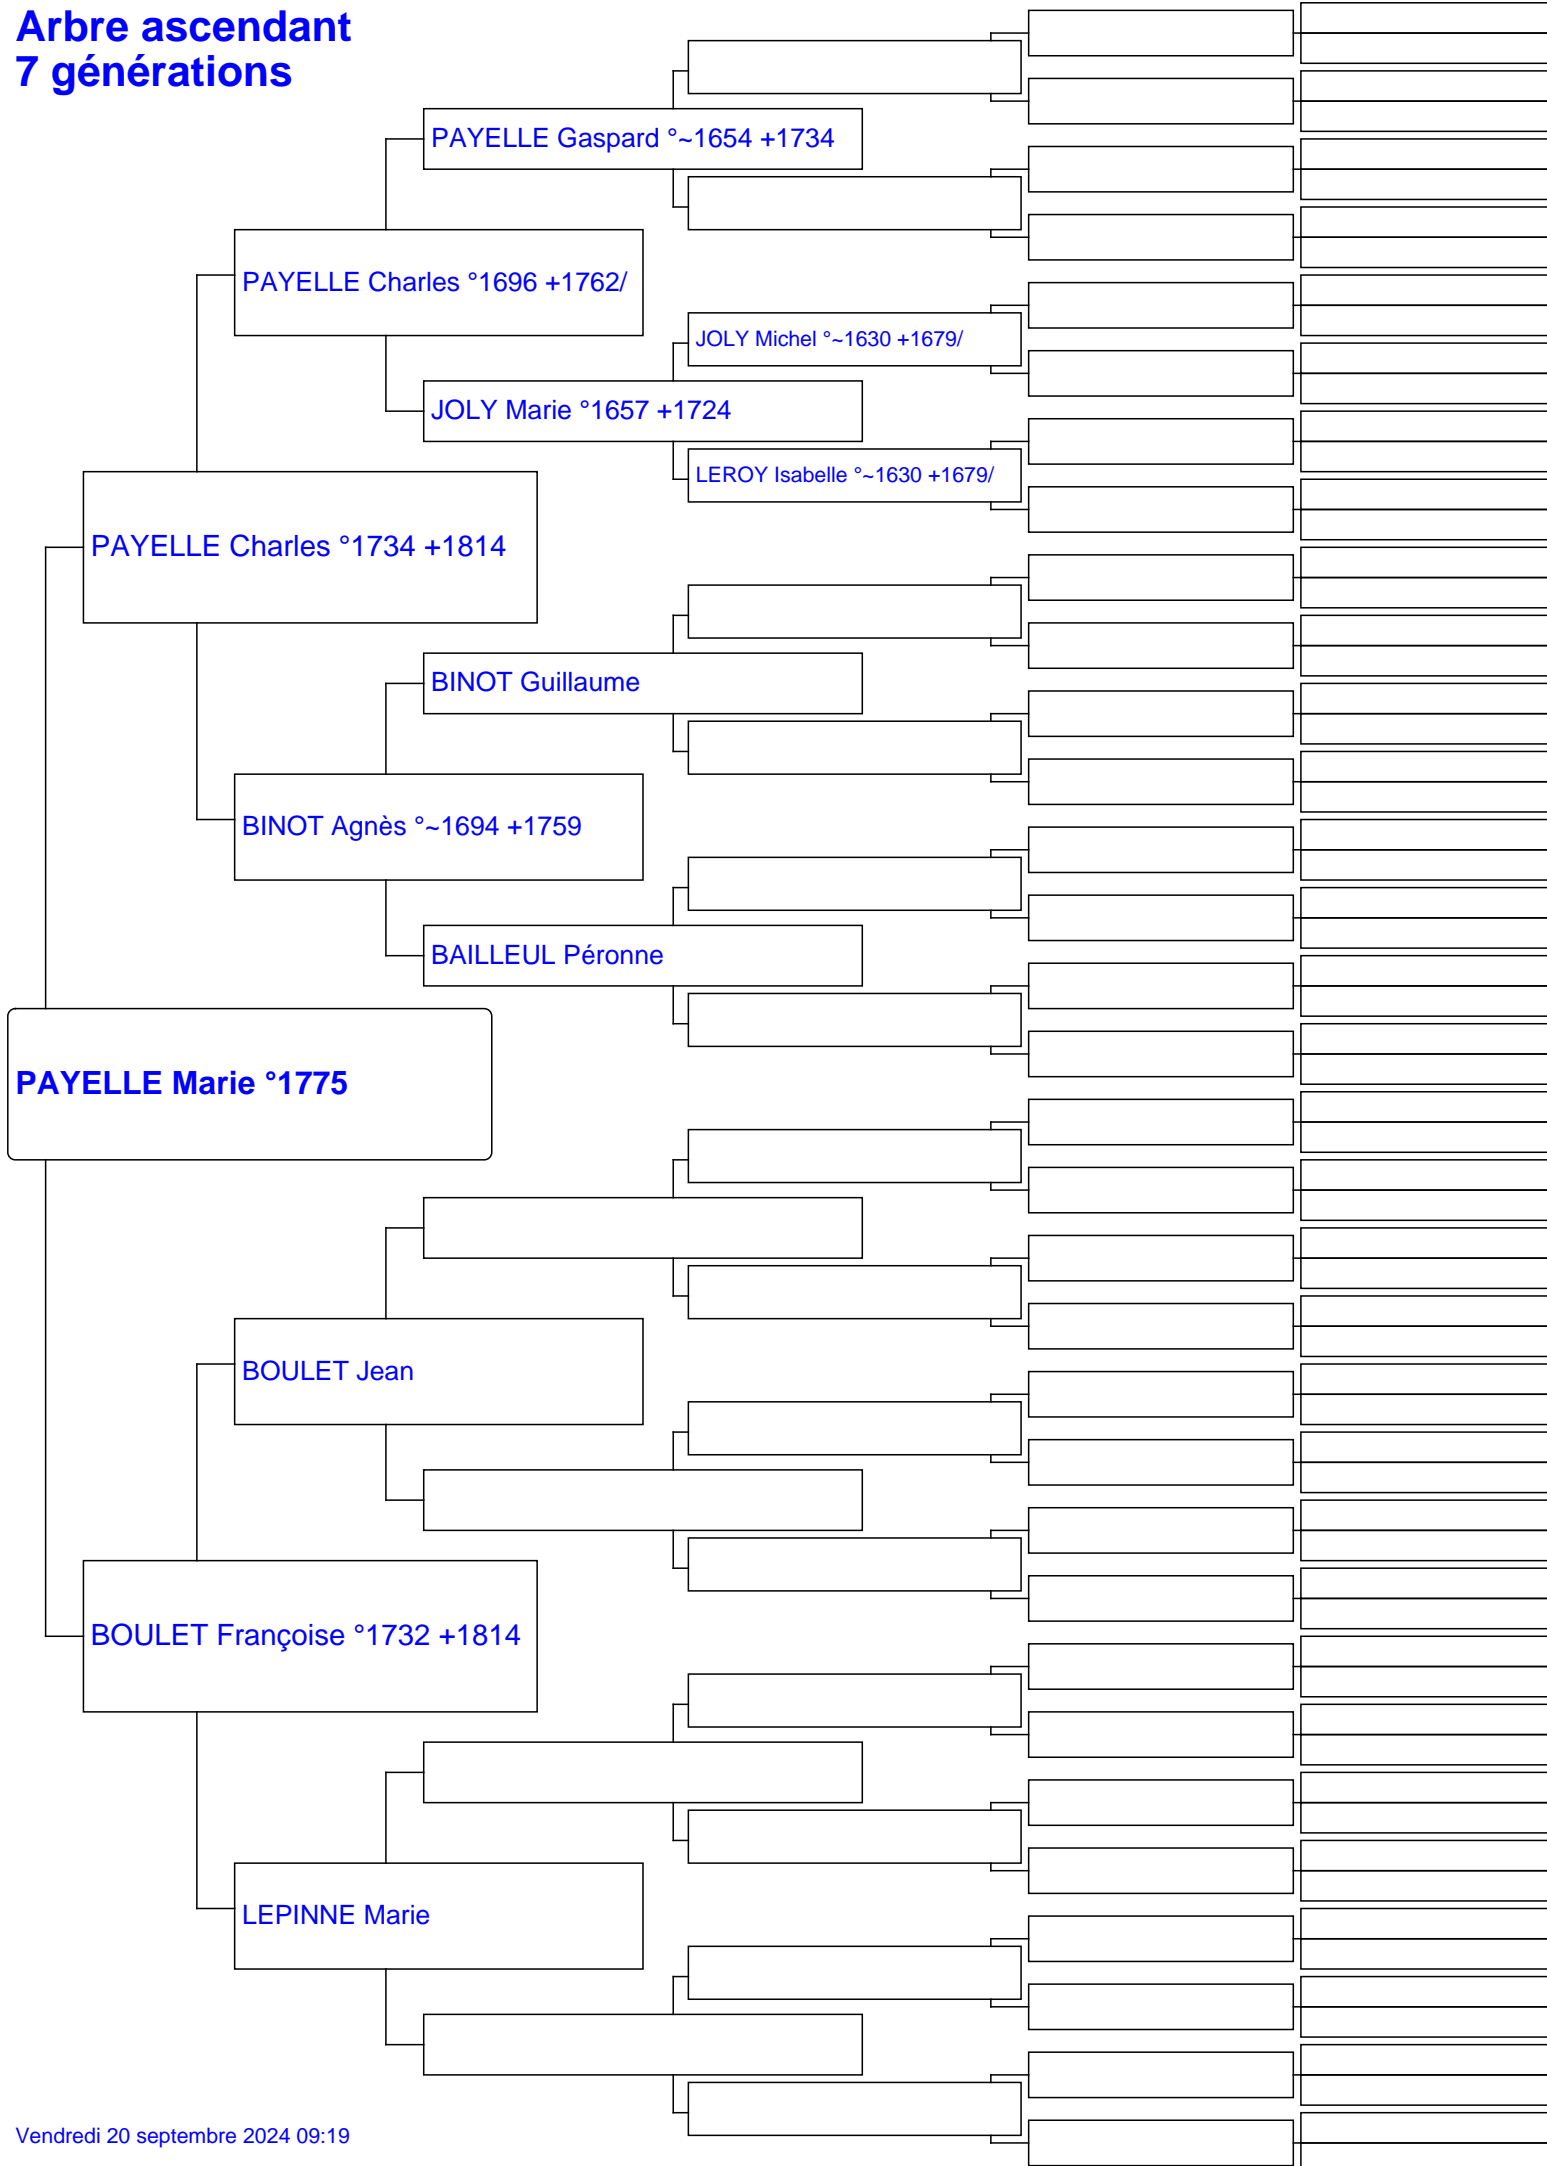 Arbre ascendant
7 générations
PAYELLE Gaspard °~1654 +1734
PAYELLE Charles °1696 +1762/
JOLY Michel °~1630 +1679/
JOLY Marie °1657 +1724
LEROY Isabelle °~1630 +1679/
PAYELLE Charles °1734 +1814
BINOT Guillaume
BINOT Agnès °~1694 +1759
BAILLEUL Péronne
PAYELLE Marie °1775
BOULET Jean
BOULET Françoise °1732 +1814
LEPINNE Marie
Vendredi 20 septembre 2024 09:19